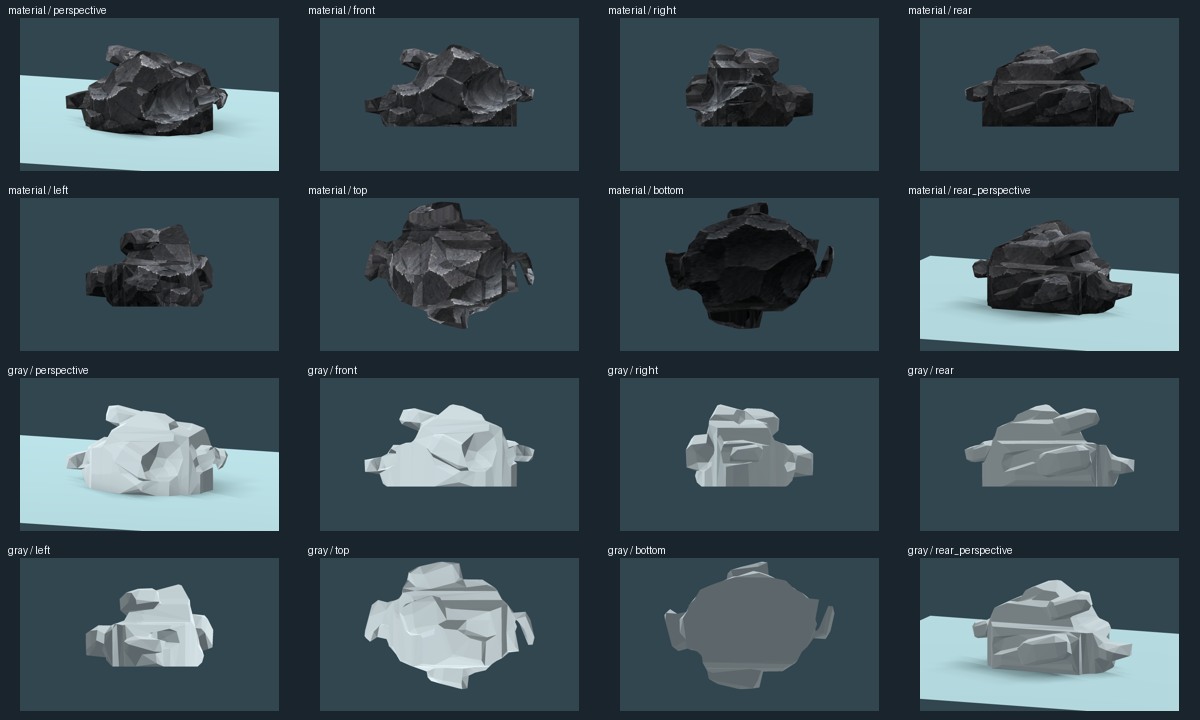 material / perspective
material / front
material / right
material / rear
material / left
material / top
material / bottom
material / rear_perspective
gray / perspective
gray / front
gray / right
gray / rear
gray / left
gray / top
gray / bottom
gray / rear_perspective